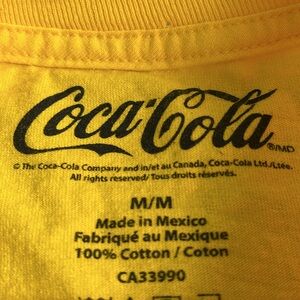 Coca-Cola ®/MD
© The Coca-Cola Company and in/et au Canada, Coca-Cola Ltd./Ltée.
All rights reserved/ Tous droits réservés.
M/M
Made in Mexico
Fabriqué au Mexique
100% Cotton / Coton
CA33990